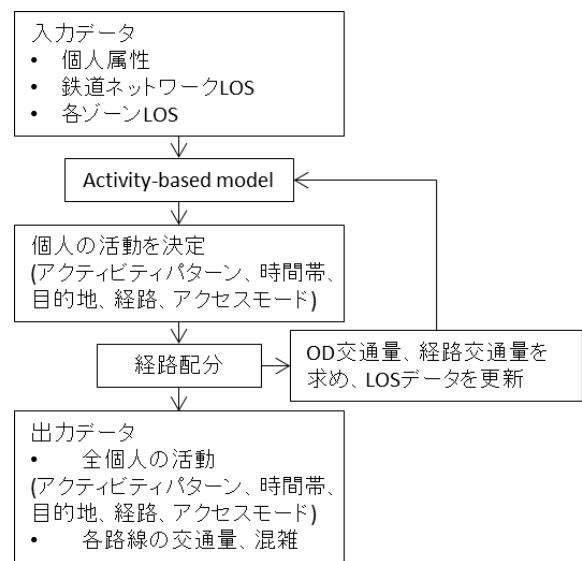 入力データ
• 個人属性
• 鉄道ネットワークLOS
• 各ゾーンLOS
Activity-based model
個人の活動を決定
(アクティビティパターン、時間帯、
目的地、経路、アクセスモード)
経路配分
OD交通量、経路交通量を
求め、LOSデータを更新
出力データ
• 全個人の活動
(アクティビティパターン、時間帯、
目的地、経路、アクセスモード)
• 各路線の交通量、混雑